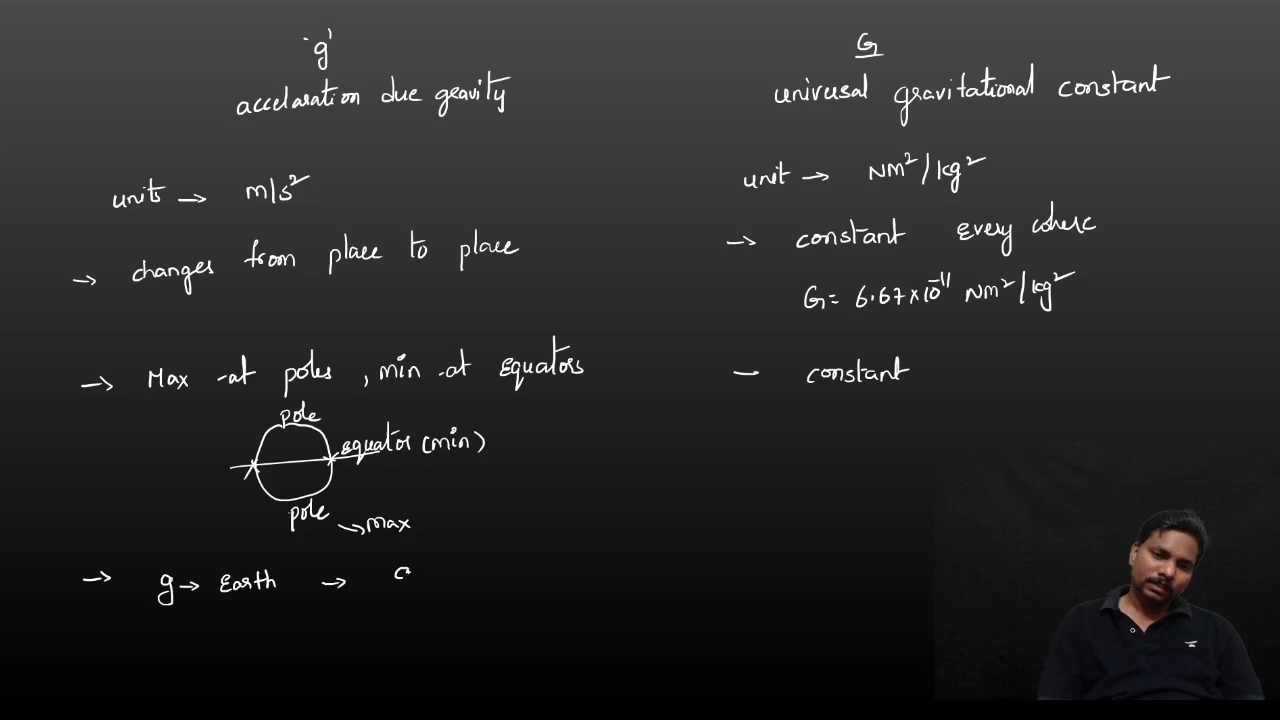 'g'
accelaration due gravity
units → m/s²
→ changes from place to place
→ Max at poles, min at equators
pole
equator (min)
pole
→ max
→ g → Earth →
G
universal gravitational constant
unit → Nm²/kg²
→ constant every where
G = 6.67×10⁻¹¹ Nm²/kg²
– constant